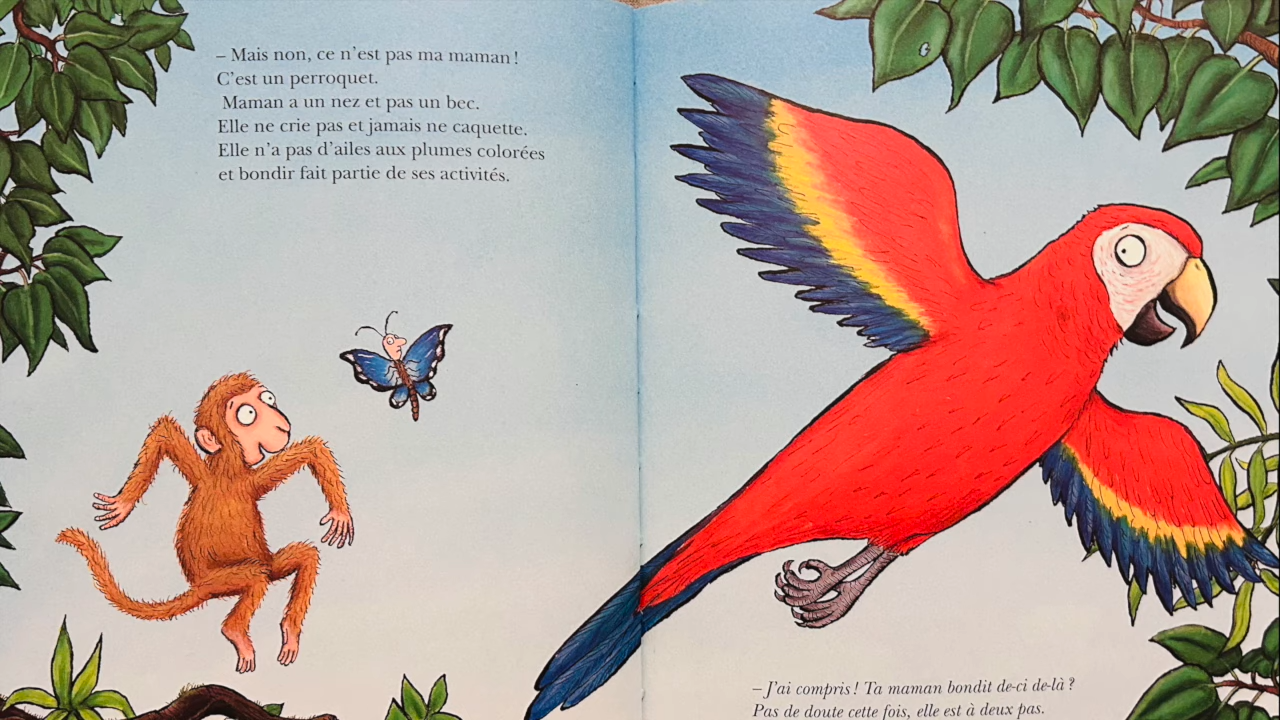 – Mais non, ce n’est pas ma maman !
C’est un perroquet.
Maman a un nez et pas un bec.
Elle ne crie pas et jamais ne caquette.
Elle n’a pas d’ailes aux plumes colorées
et bondir fait partie de ses activités.
– J’ai compris ! Ta maman bondit de-ci de-là ?
Pas de doute cette fois, elle est à deux pas.